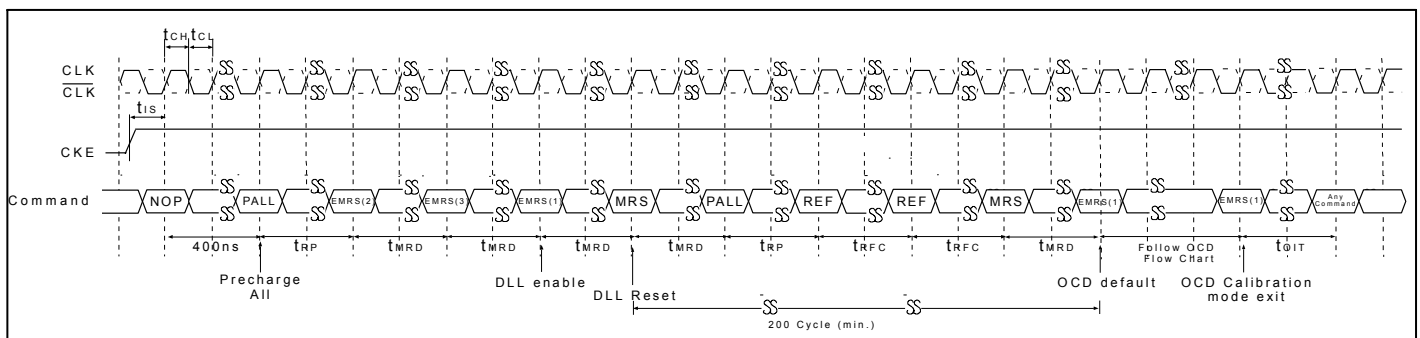 tCH tCL
CLK
CLK
tIS
CKE
Command
NOP PALL EMRS(2) EMRS(3) EMRS(1) MRS PALL REF REF MRS EMRS(1) EMRS(1) Any Command
400ns tRP tMRD tMRD tMRD tMRD tRP tRFC tRFC tMRD Follow OCD Flow Chart tOIT
Precharge All
DLL enable
DLL Reset
OCD default
OCD Calibration mode exit
200 Cycle (min.)